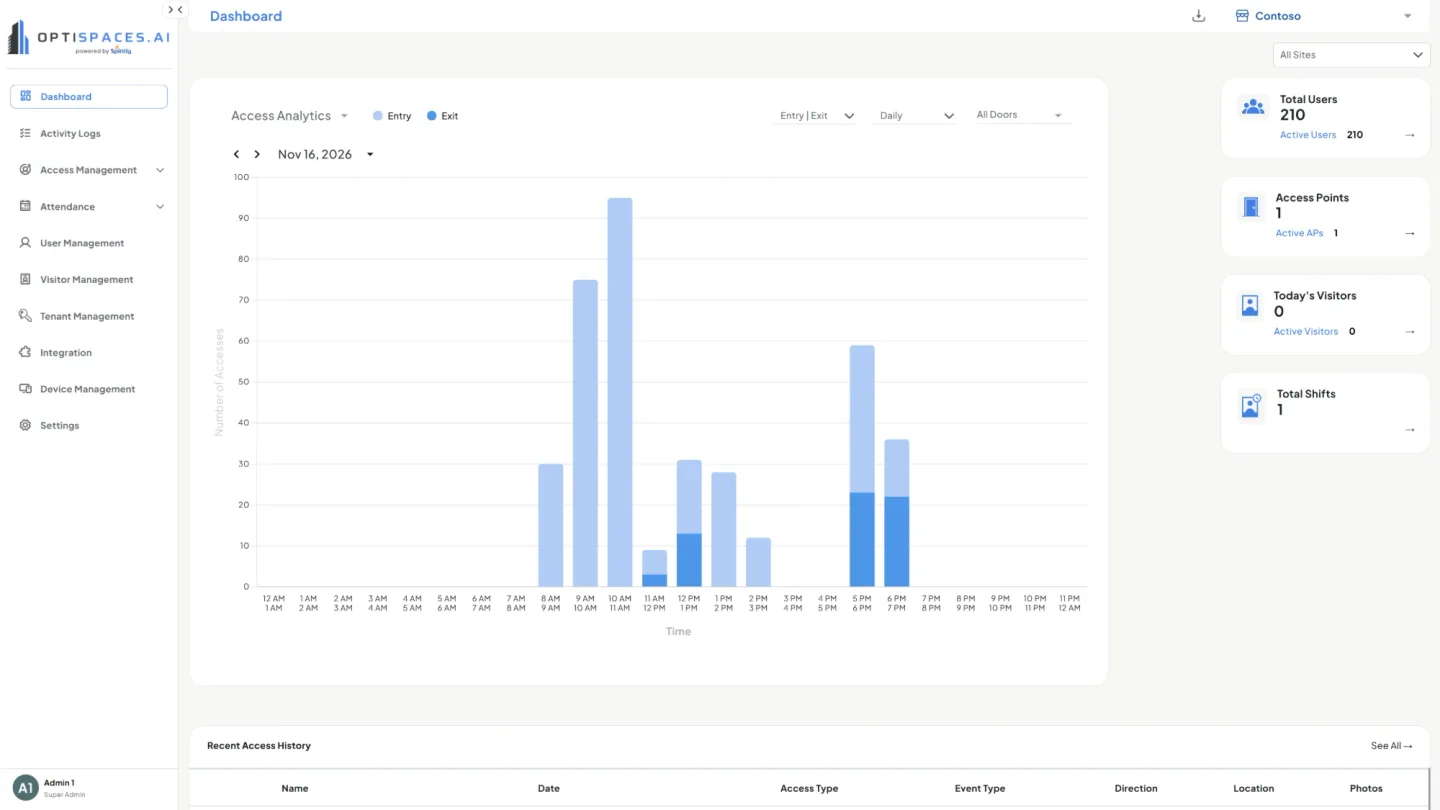 OPTISPACES.AI
powered by Spintly
Dashboard
Activity Logs
Access Management
Attendance
User Management
Visitor Management
Tenant Management
Integration
Device Management
Settings
A1
Admin 1
Super Admin
Dashboard
Contoso
All Sites
Access Analytics
Entry
Exit
Entry | Exit
Daily
All Doors
Nov 16, 2026
Number of Accesses
100
90
80
70
60
50
40
30
20
10
0
12 AM 1 AM 2 AM 3 AM 4 AM 5 AM 6 AM 7 AM 8 AM 9 AM 10 AM 11 AM 12 PM 1 PM 2 PM 3 PM 4 PM 5 PM 6 PM 7 PM 8 PM 9 PM 10 PM 11 PM
1 AM 2 AM 3 AM 4 AM 5 AM 6 AM 7 AM 8 AM 9 AM 10 AM 11 AM 12 PM 1 PM 2 PM 3 PM 4 PM 5 PM 6 PM 7 PM 8 PM 9 PM 10 PM 11 PM 12 AM
Time
Total Users
210
Active Users 210 →
Access Points
1
Active APs 1 →
Today's Visitors
0
Active Visitors 0 →
Total Shifts
1
→
Recent Access History
See All →
Name Date Access Type Event Type Direction Location Photos